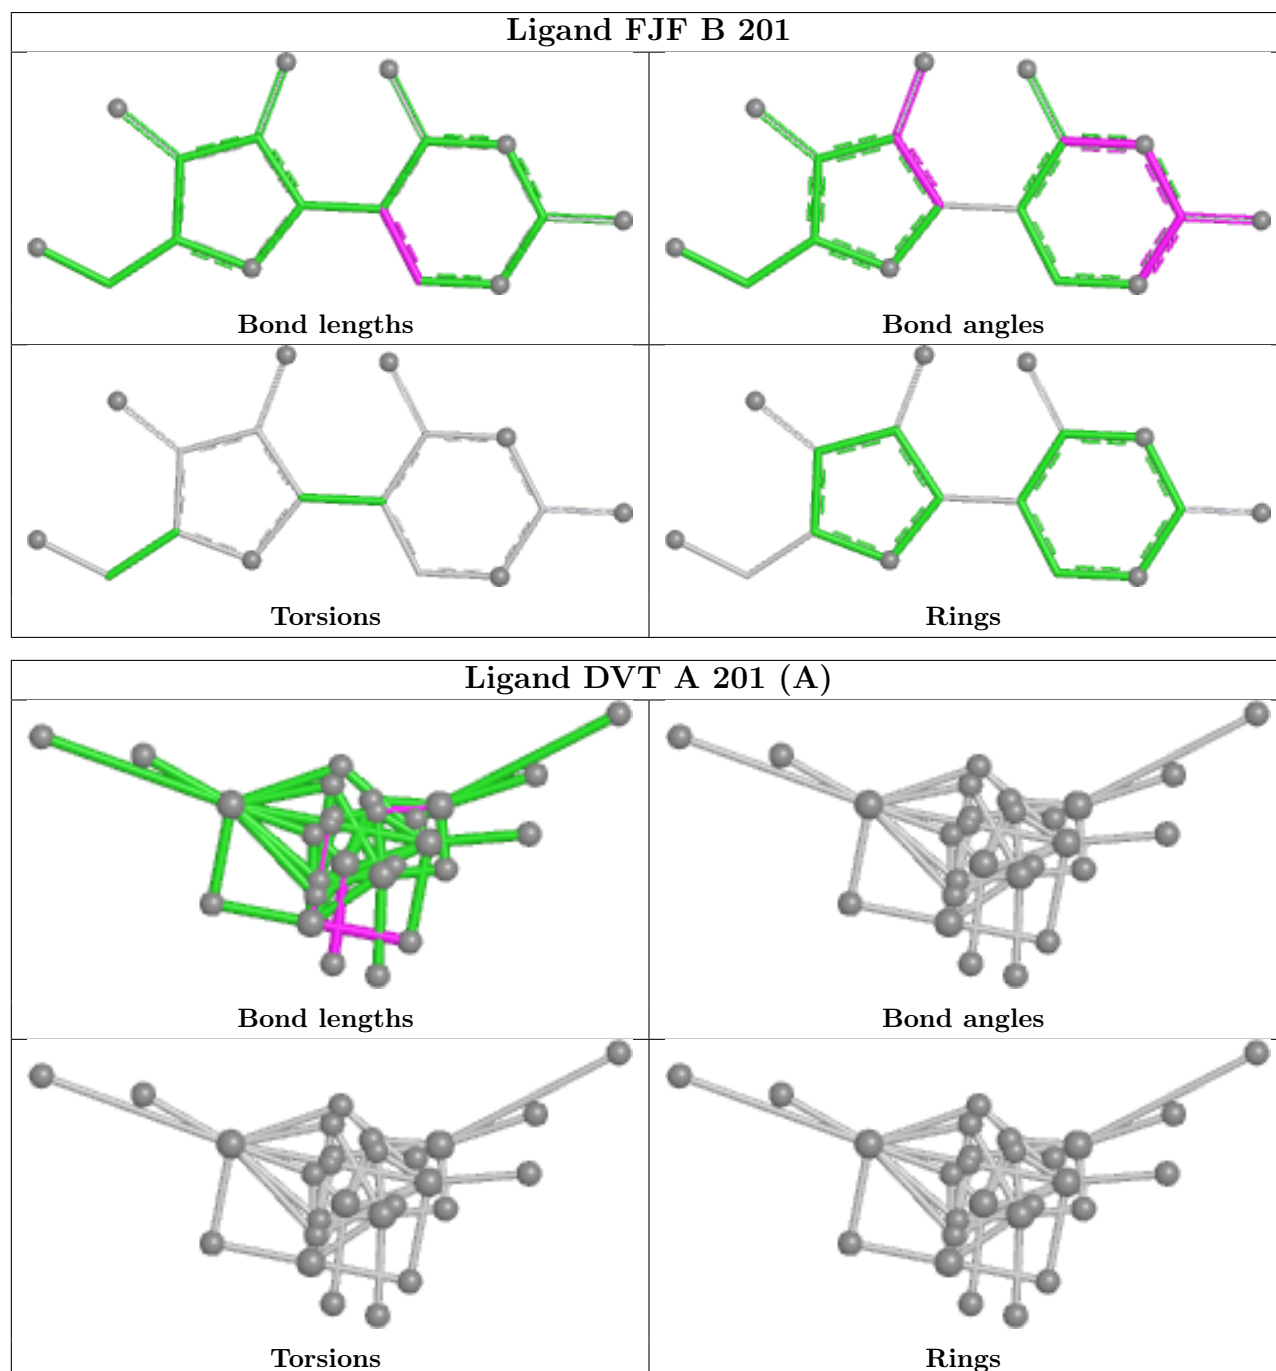 Ligand FJF B 201
Bond lengths
Bond angles
Torsions
Rings
Ligand DVT A 201 (A)
Bond lengths
Bond angles
Torsions
Rings